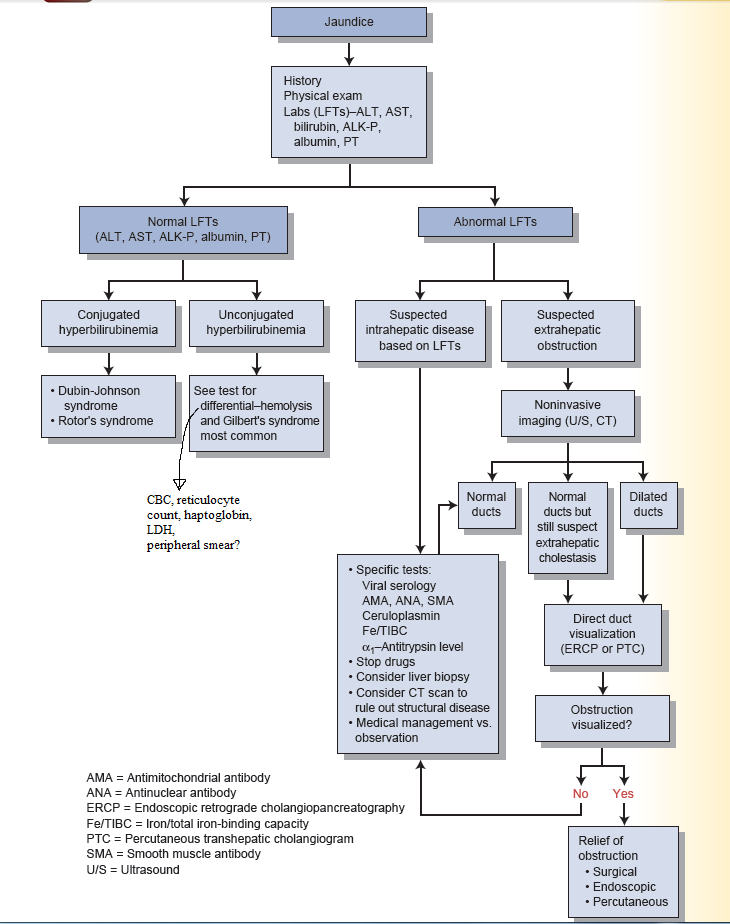 Jaundice
History
Physical exam
Labs (LFTs)–ALT, AST,
bilirubin, ALK-P,
albumin, PT
Normal LFTs
(ALT, AST, ALK-P, albumin, PT)
Abnormal LFTs
Conjugated
hyperbilirubinemia
Unconjugated
hyperbilirubinemia
Suspected
intrahepatic disease
based on LFTs
Suspected
extrahepatic
obstruction
• Dubin-Johnson
syndrome
• Rotor's syndrome
See test for
differential–hemolysis
and Gilbert's syndrome
most common
Noninvasive
imaging (U/S, CT)
CBC, reticulocyte
count, haptoglobin,
LDH,
peripheral smear?
Normal
ducts
Normal
ducts but
still suspect
extrahepatic
cholestasis
Dilated
ducts
• Specific tests:
Viral serology
AMA, ANA, SMA
Ceruloplasmin
Fe/TIBC
α1–Antitrypsin level
• Stop drugs
• Consider liver biopsy
• Consider CT scan to
rule out structural disease
• Medical management vs.
observation
Direct duct
visualization
(ERCP or PTC)
Obstruction
visualized?
No
Yes
Relief of
obstruction
• Surgical
• Endoscopic
• Percutaneous
AMA = Antimitochondrial antibody
ANA = Antinuclear antibody
ERCP = Endoscopic retrograde cholangiopancreatography
Fe/TIBC = Iron/total iron-binding capacity
PTC = Percutaneous transhepatic cholangiogram
SMA = Smooth muscle antibody
U/S = Ultrasound